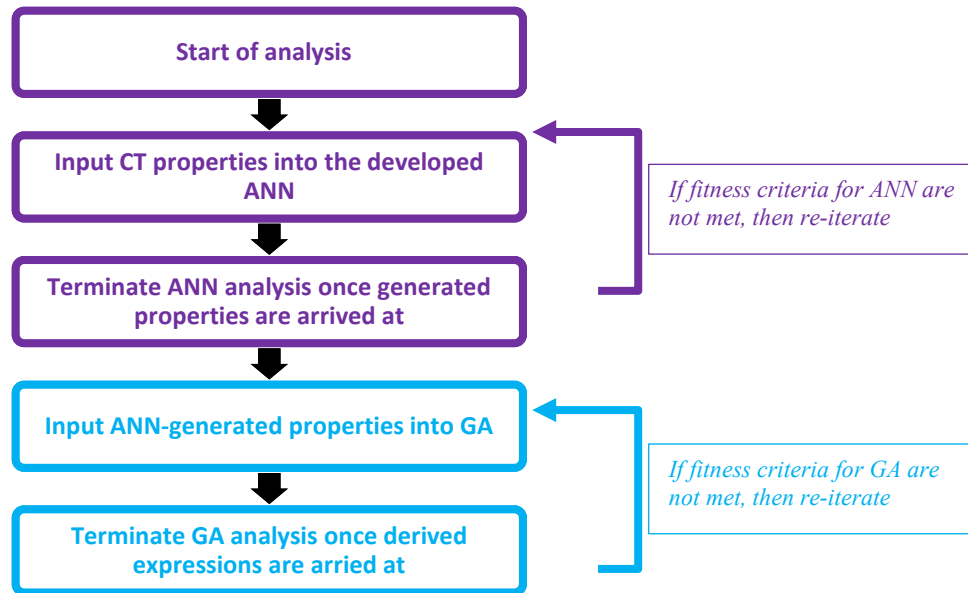 Start of analysis
Input CT properties into the developed
ANN
If fitness criteria for ANN are
not met, then re-iterate
Terminate ANN analysis once generated
properties are arrived at
Input ANN-generated properties into GA
If fitness criteria for GA are
not met, then re-iterate
Terminate GA analysis once derived
expressions are arried at